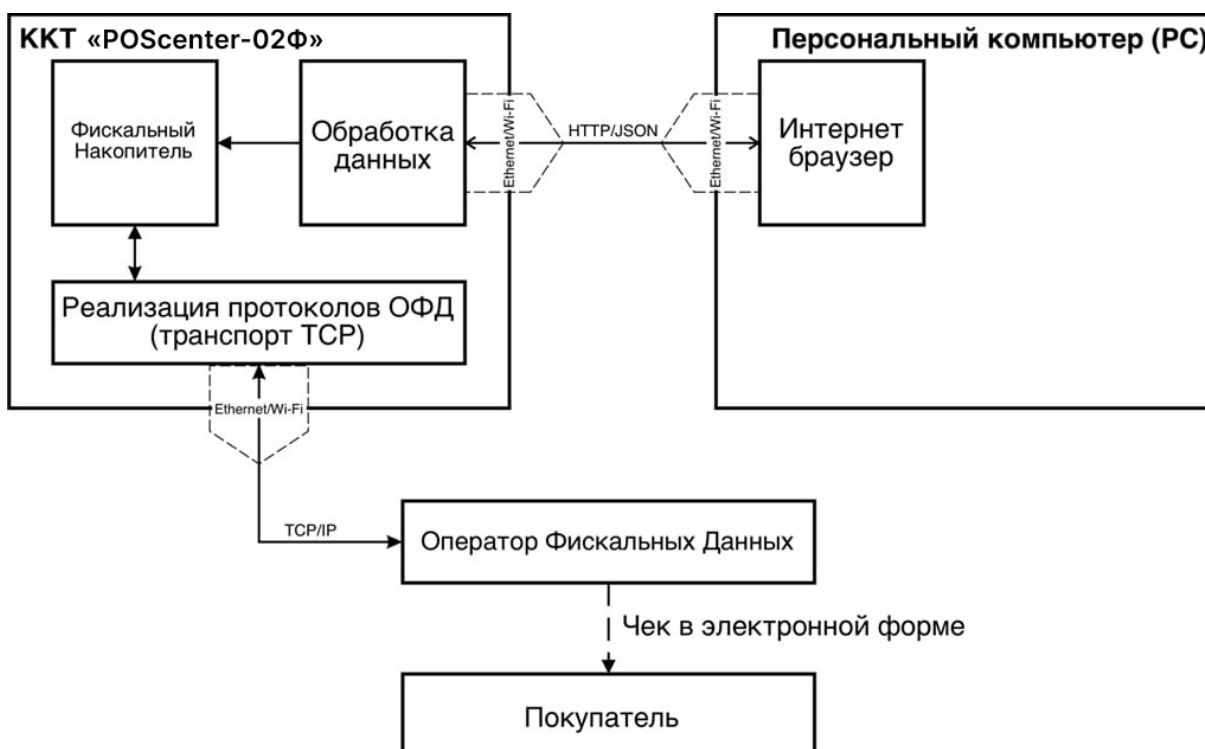 ККТ «POScenter-02Ф»
Персональный компьютер (PC)
Фискальный
Накопитель
Обработка
данных
Ethernet/Wi-Fi
HTTP/JSON
Ethernet/Wi-Fi
Интернет
браузер
Реализация протоколов ОФД
(транспорт TCP)
Ethernet/Wi-Fi
TCP/IP
Оператор Фискальных Данных
Чек в электронной форме
Покупатель